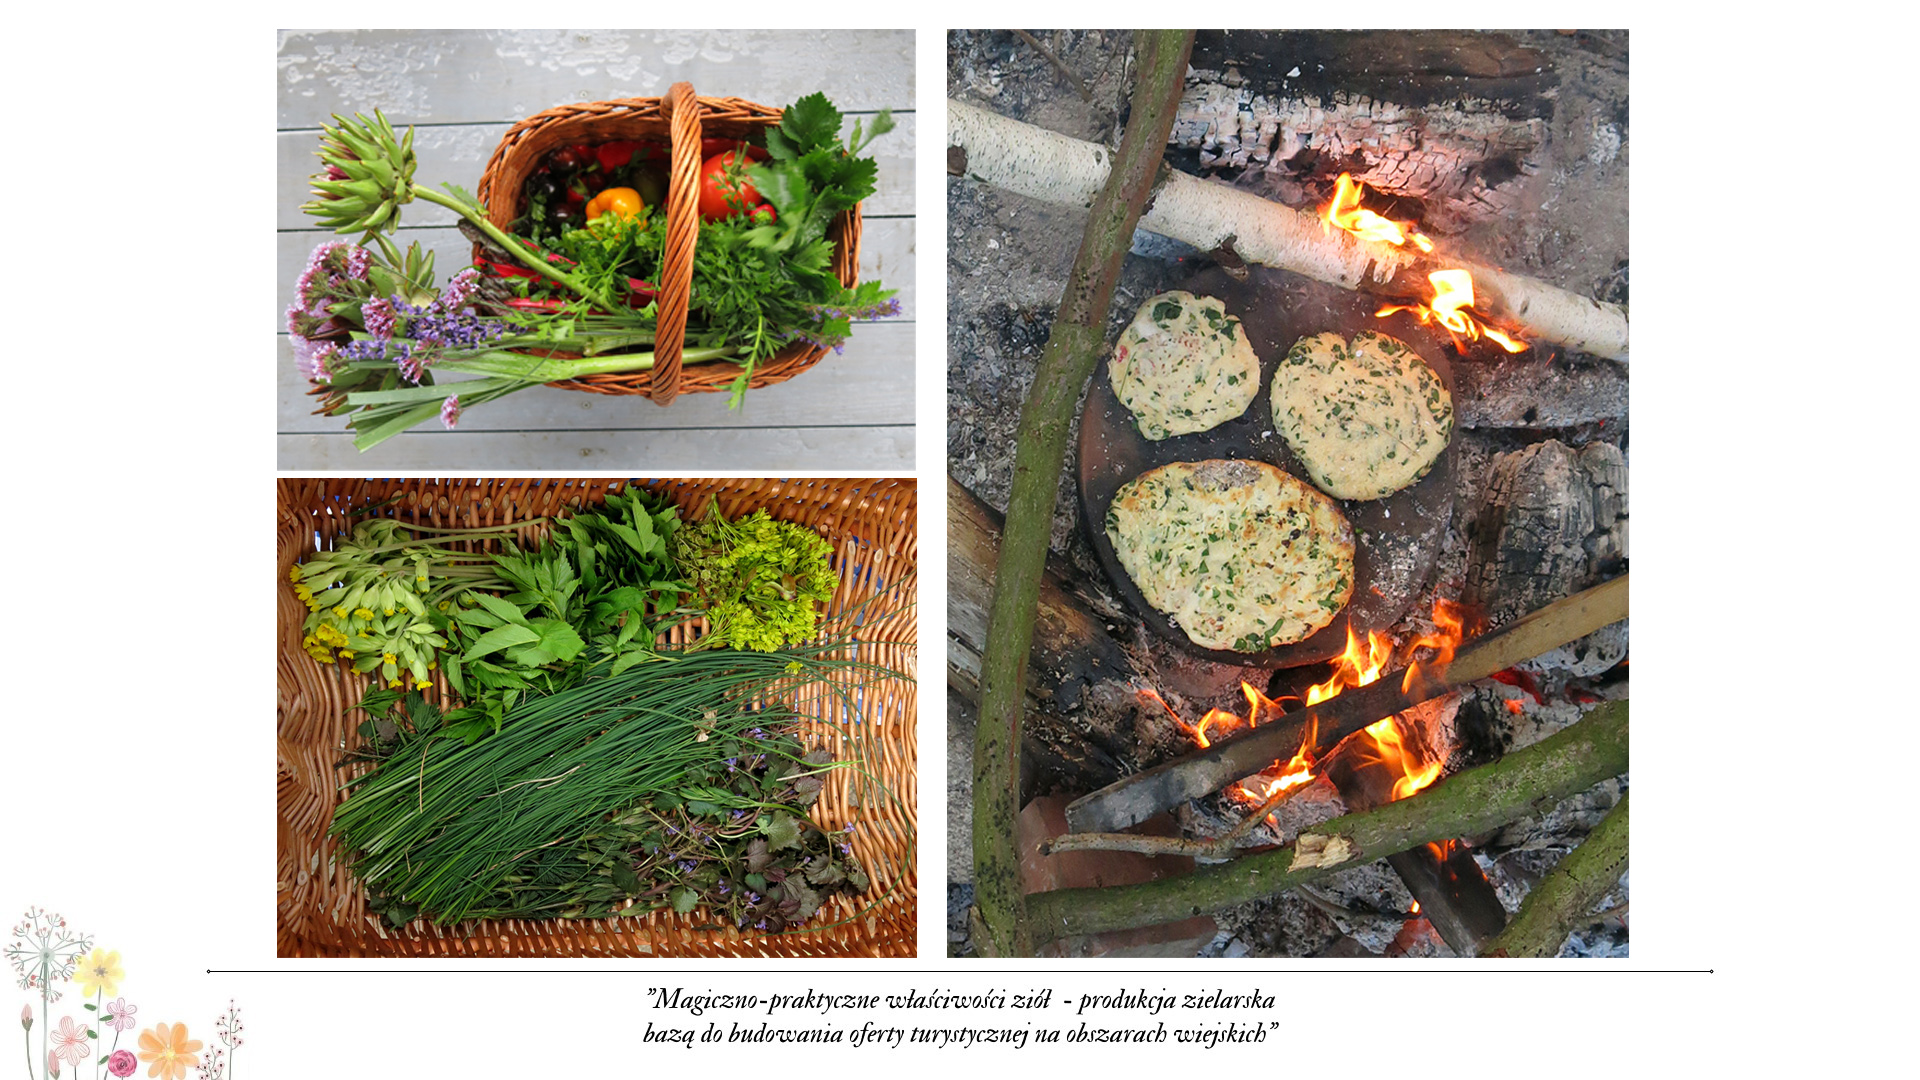 ”Magiczno-praktyczne właściwości ziół - produkcja zielarska
bazą do budowania oferty turystycznej na obszarach wiejskich”